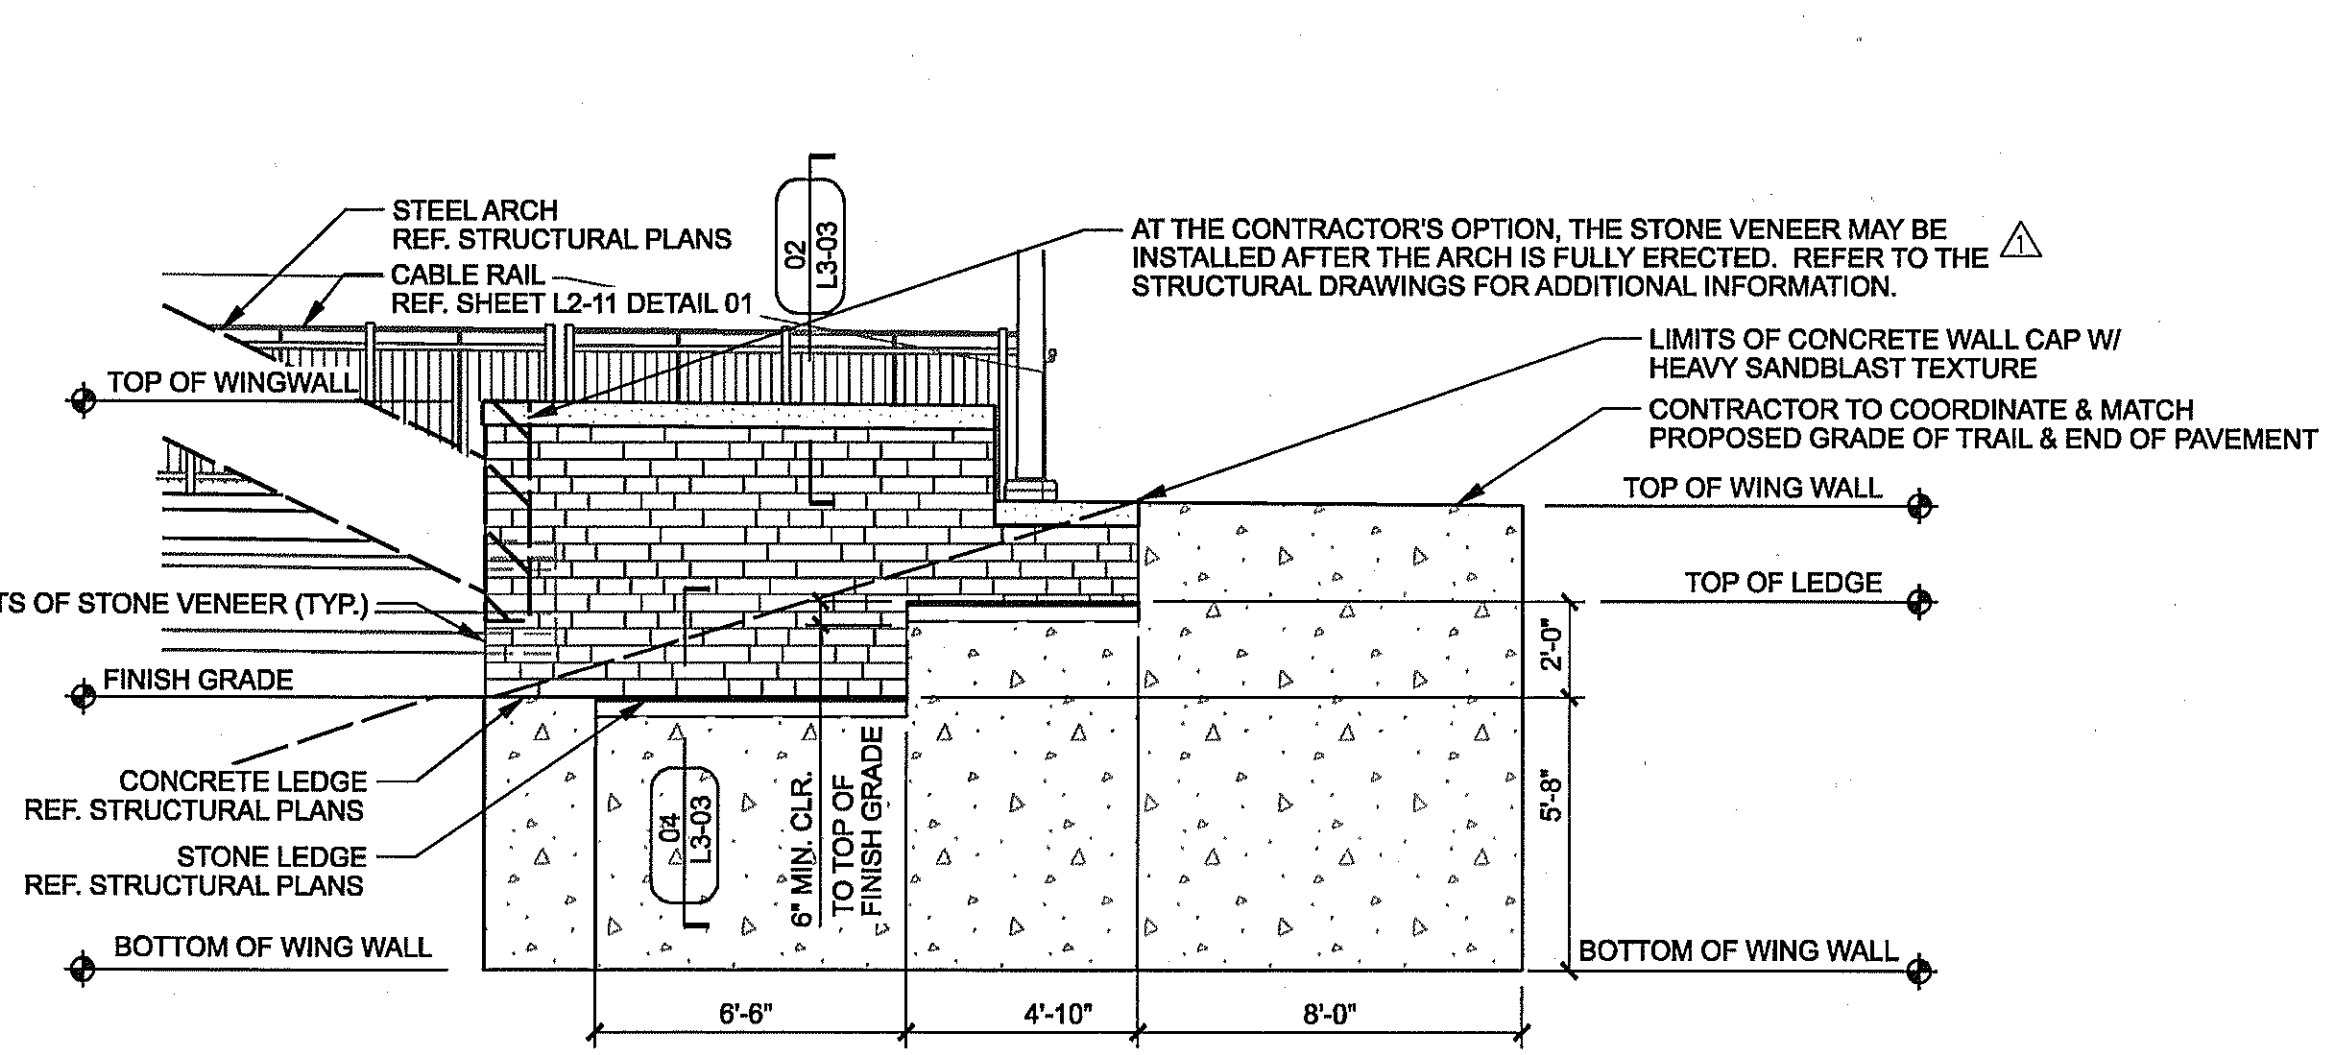 STEEL ARCH
REF. STRUCTURAL PLANS
CABLE RAIL
REF. SHEET L2-11 DETAIL 01
02
L3-03
AT THE CONTRACTOR'S OPTION, THE STONE VENEER MAY BE
INSTALLED AFTER THE ARCH IS FULLY ERECTED. REFER TO THE
STRUCTURAL DRAWINGS FOR ADDITIONAL INFORMATION.
1
LIMITS OF CONCRETE WALL CAP W/
HEAVY SANDBLAST TEXTURE
CONTRACTOR TO COORDINATE & MATCH
PROPOSED GRADE OF TRAIL & END OF PAVEMENT
TOP OF WINGWALL
TOP OF WING WALL
TOP OF LEDGE
TS OF STONE VENEER (TYP.)
FINISH GRADE
2'-0"
5'-8"
CONCRETE LEDGE
REF. STRUCTURAL PLANS
STONE LEDGE
REF. STRUCTURAL PLANS
04
L3-03
6" MIN. CLR.
TO TOP OF
FINISH GRADE
BOTTOM OF WING WALL
BOTTOM OF WING WALL
6'-6"
4'-10"
8'-0"